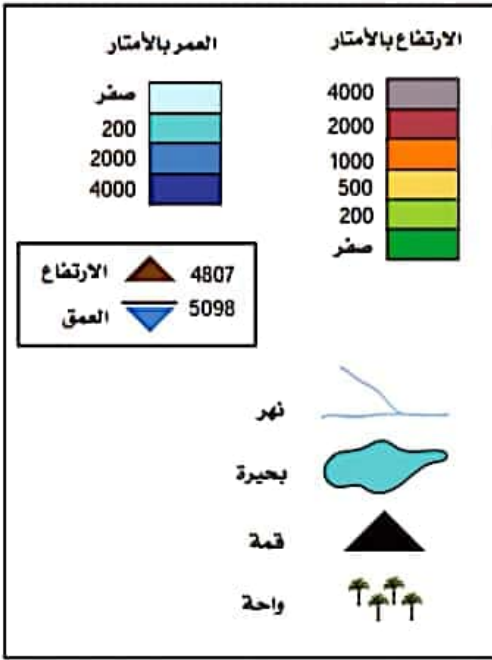 الارتفاع بالأمتار
4000
2000
1000
500
200
صفر
العمر بالأمتار
صفر
200
2000
4000
الارتفاع 4807
العمق 5098
نهر
بحيرة
قمة
واحة